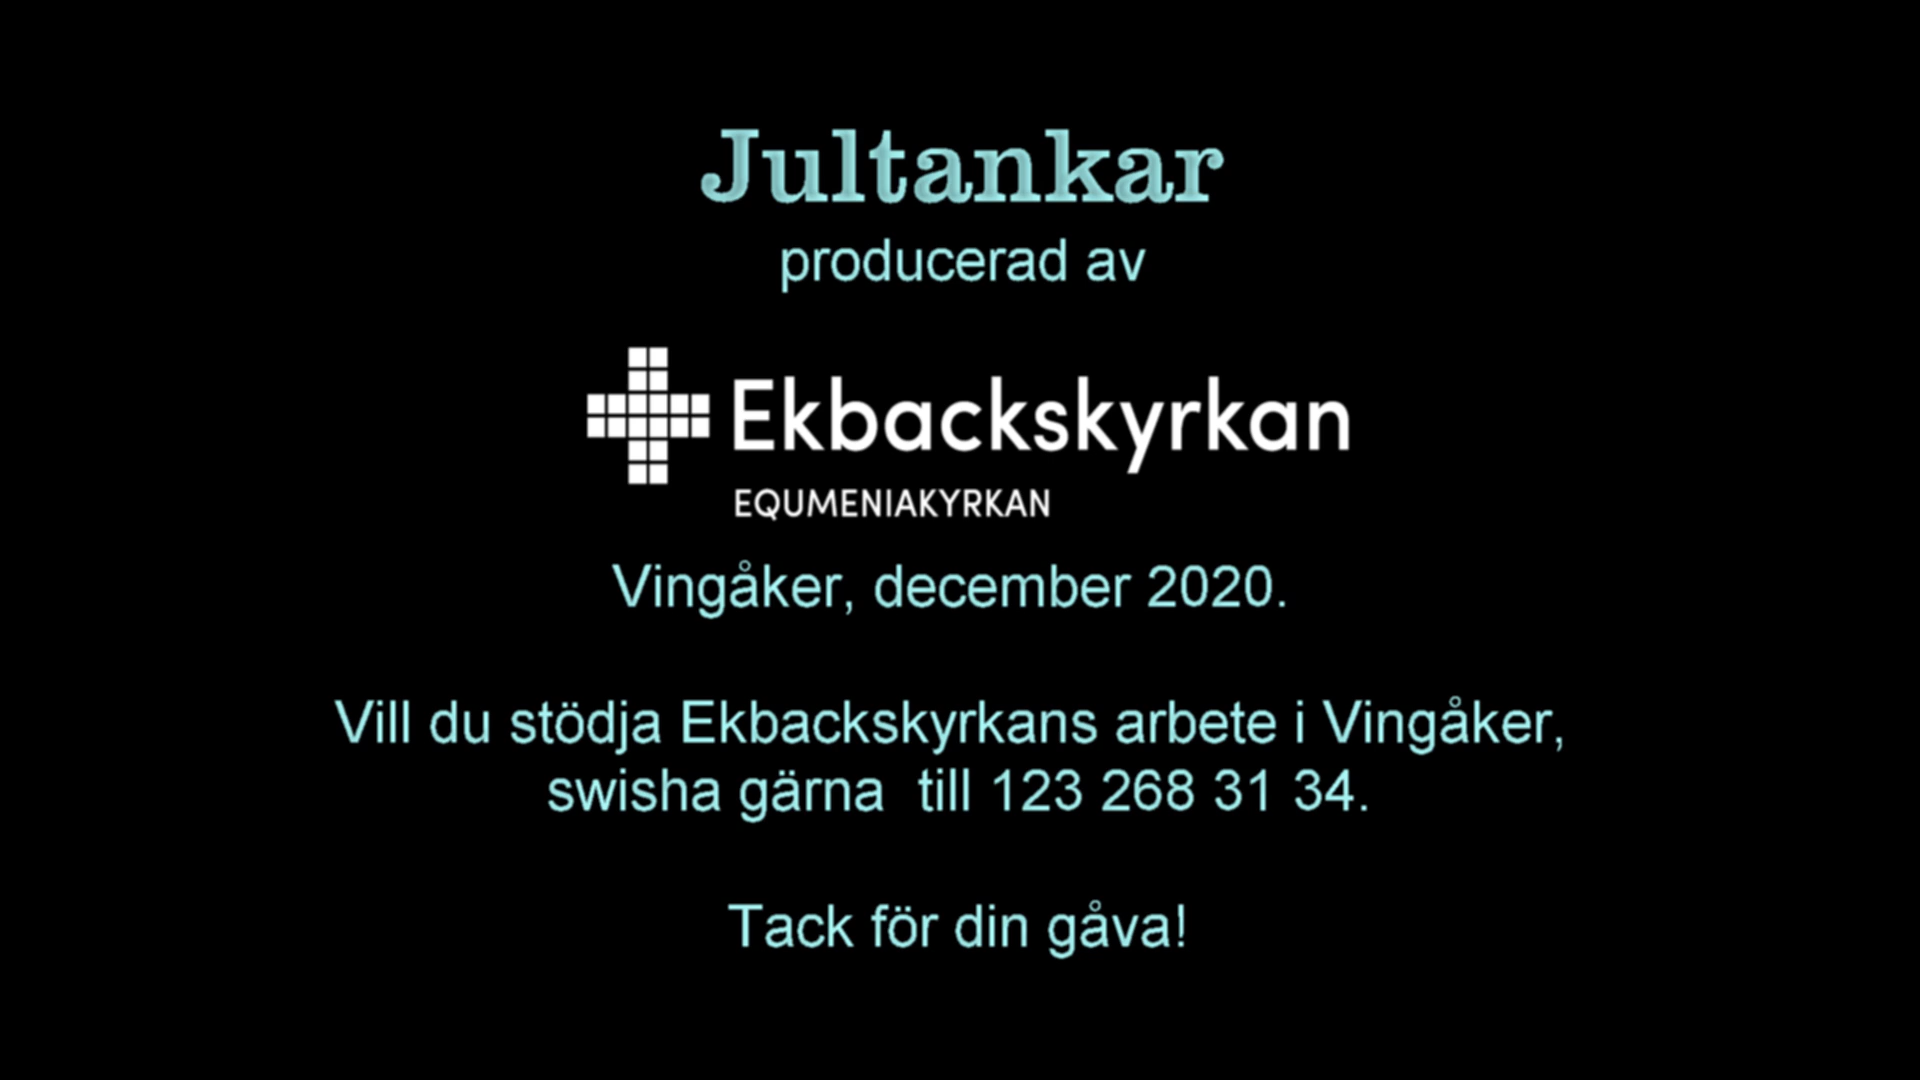 Jultankar
producerad av
Ekbackskyrkan
EQUMENIAKYRKAN
Vingåker, december 2020.
Vill du stödja Ekbackskyrkans arbete i Vingåker,
swisha gärna  till 123 268 31 34.
Tack för din gåva!